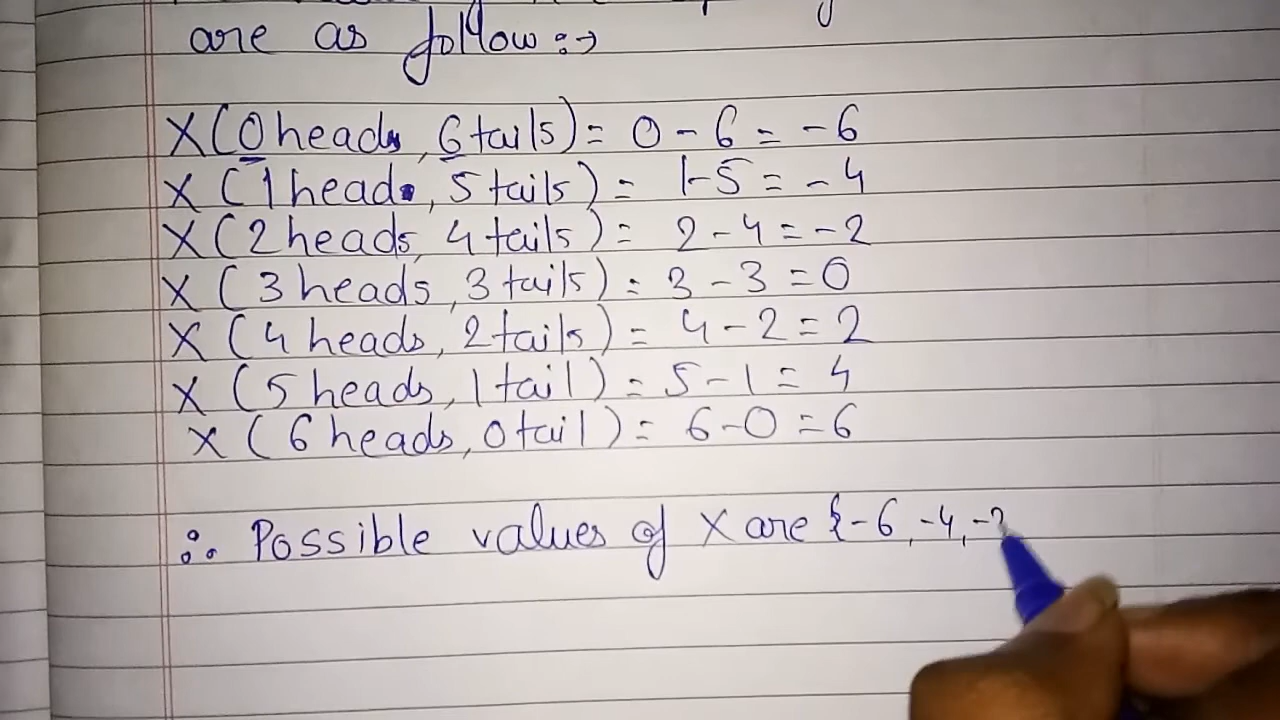 are as follow:→
X(0 heads, 6 tails) = 0 - 6 = -6
X (1 head, 5 tails) = 1-5 = -4
X(2 heads, 4 tails) = 2 - 4 = -2
X (3 heads, 3 tails) = 3 - 3 = 0
X (4 heads, 2 tails) = 4 - 2 = 2
X (5 heads, 1 tail) = 5 - 1 = 4
X (6 heads, 0 tail) = 6 - 0 = 6
∴ Possible values of X are {-6, -4, -2